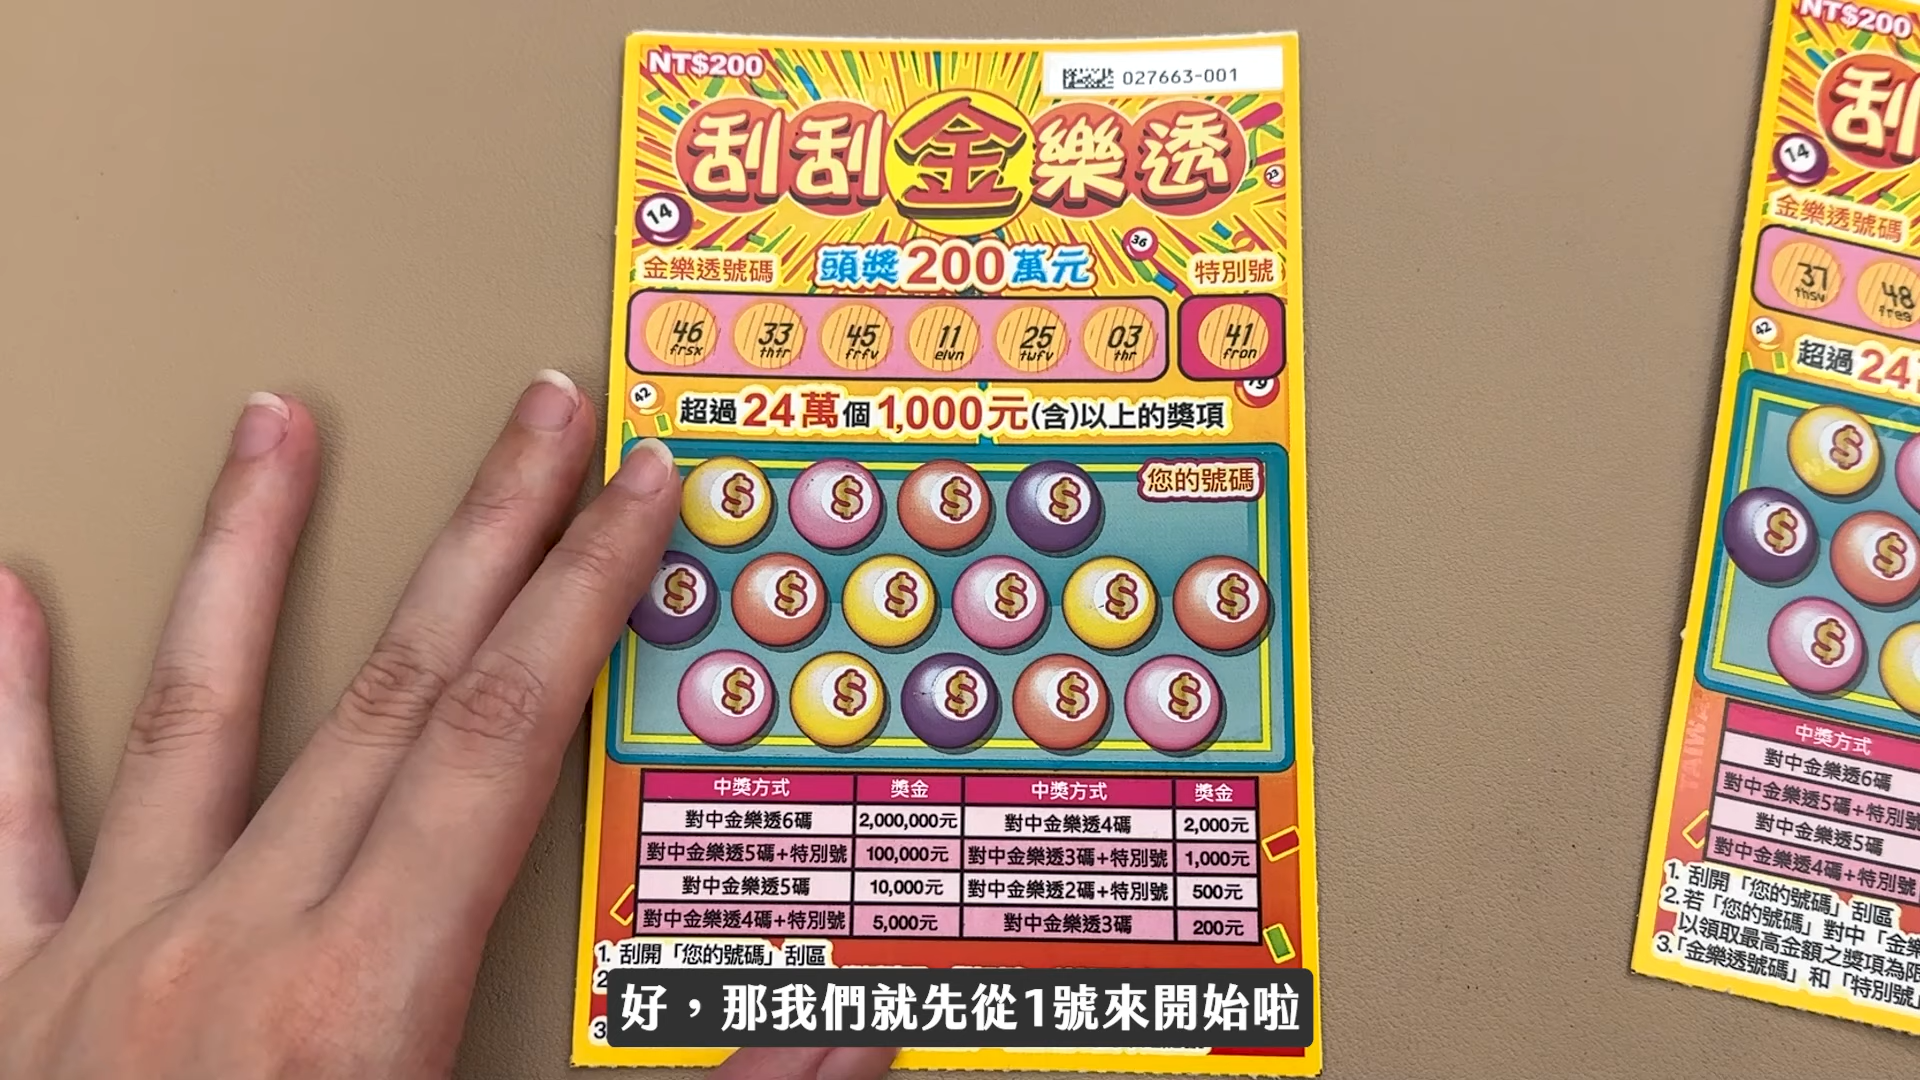 NT$200
027663-001
刮刮金樂透
14
23
36
金樂透號碼
頭獎200萬元
特別號
46 33 45 11 25 03 41
frsx thtr frfv elvn twfv thr fron
42
19
超過24萬個1,000元(含)以上的獎項
您的號碼
$ $ $ $
$ $ $ $ $ $
$ $ $ $ $
中獎方式 獎金 中獎方式 獎金
對中金樂透6碼 2,000,000元 對中金樂透4碼 2,000元
對中金樂透5碼+特別號 100,000元 對中金樂透3碼+特別號 1,000元
對中金樂透5碼 10,000元 對中金樂透2碼+特別號 500元
對中金樂透4碼+特別號 5,000元 對中金樂透3碼 200元
1. 刮開「您的號碼」刮區
2
3
好，那我們就先從1號來開始啦
NT$200
刮
14
金樂透號碼
37 48
thsv
42
超過24
$
$ $
$
中獎方式
對中金樂透6碼
對中金樂透5碼+特別號
對中金樂透5碼
對中金樂透4碼+特別號
1. 刮開「您的號碼」刮區
2. 若「您的號碼」對中「金樂
以領取最高金額之獎項為限
3.「金樂透號碼」和「特別號」